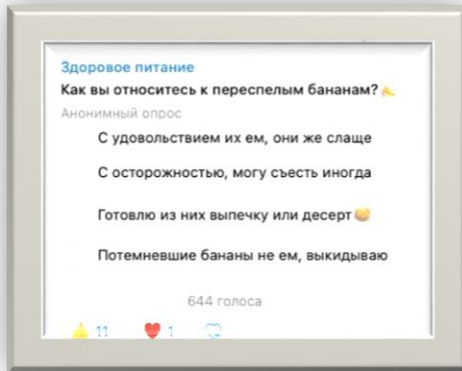 Здоровое питание
Как вы относитесь к переспелым бананам?🍌
Анонимный опрос
С удовольствием их ем, они же слаще
С осторожностью, могу съесть иногда
Готовлю из них выпечку или десерт🥞
Потемневшие бананы не ем, выкидываю
644 голоса
11 1